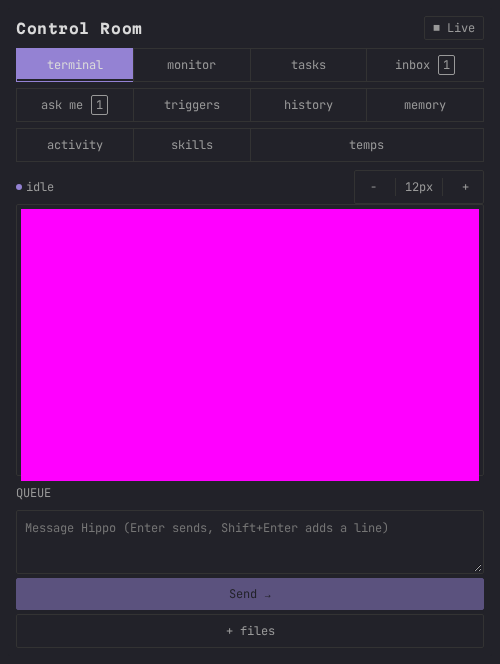 Control Room
■ Live
terminal monitor tasks inbox 1
ask me 1 triggers history memory
activity skills temps
idle - 12px +
QUEUE
Message Hippo (Enter sends, Shift+Enter adds a line)
Send →
+ files